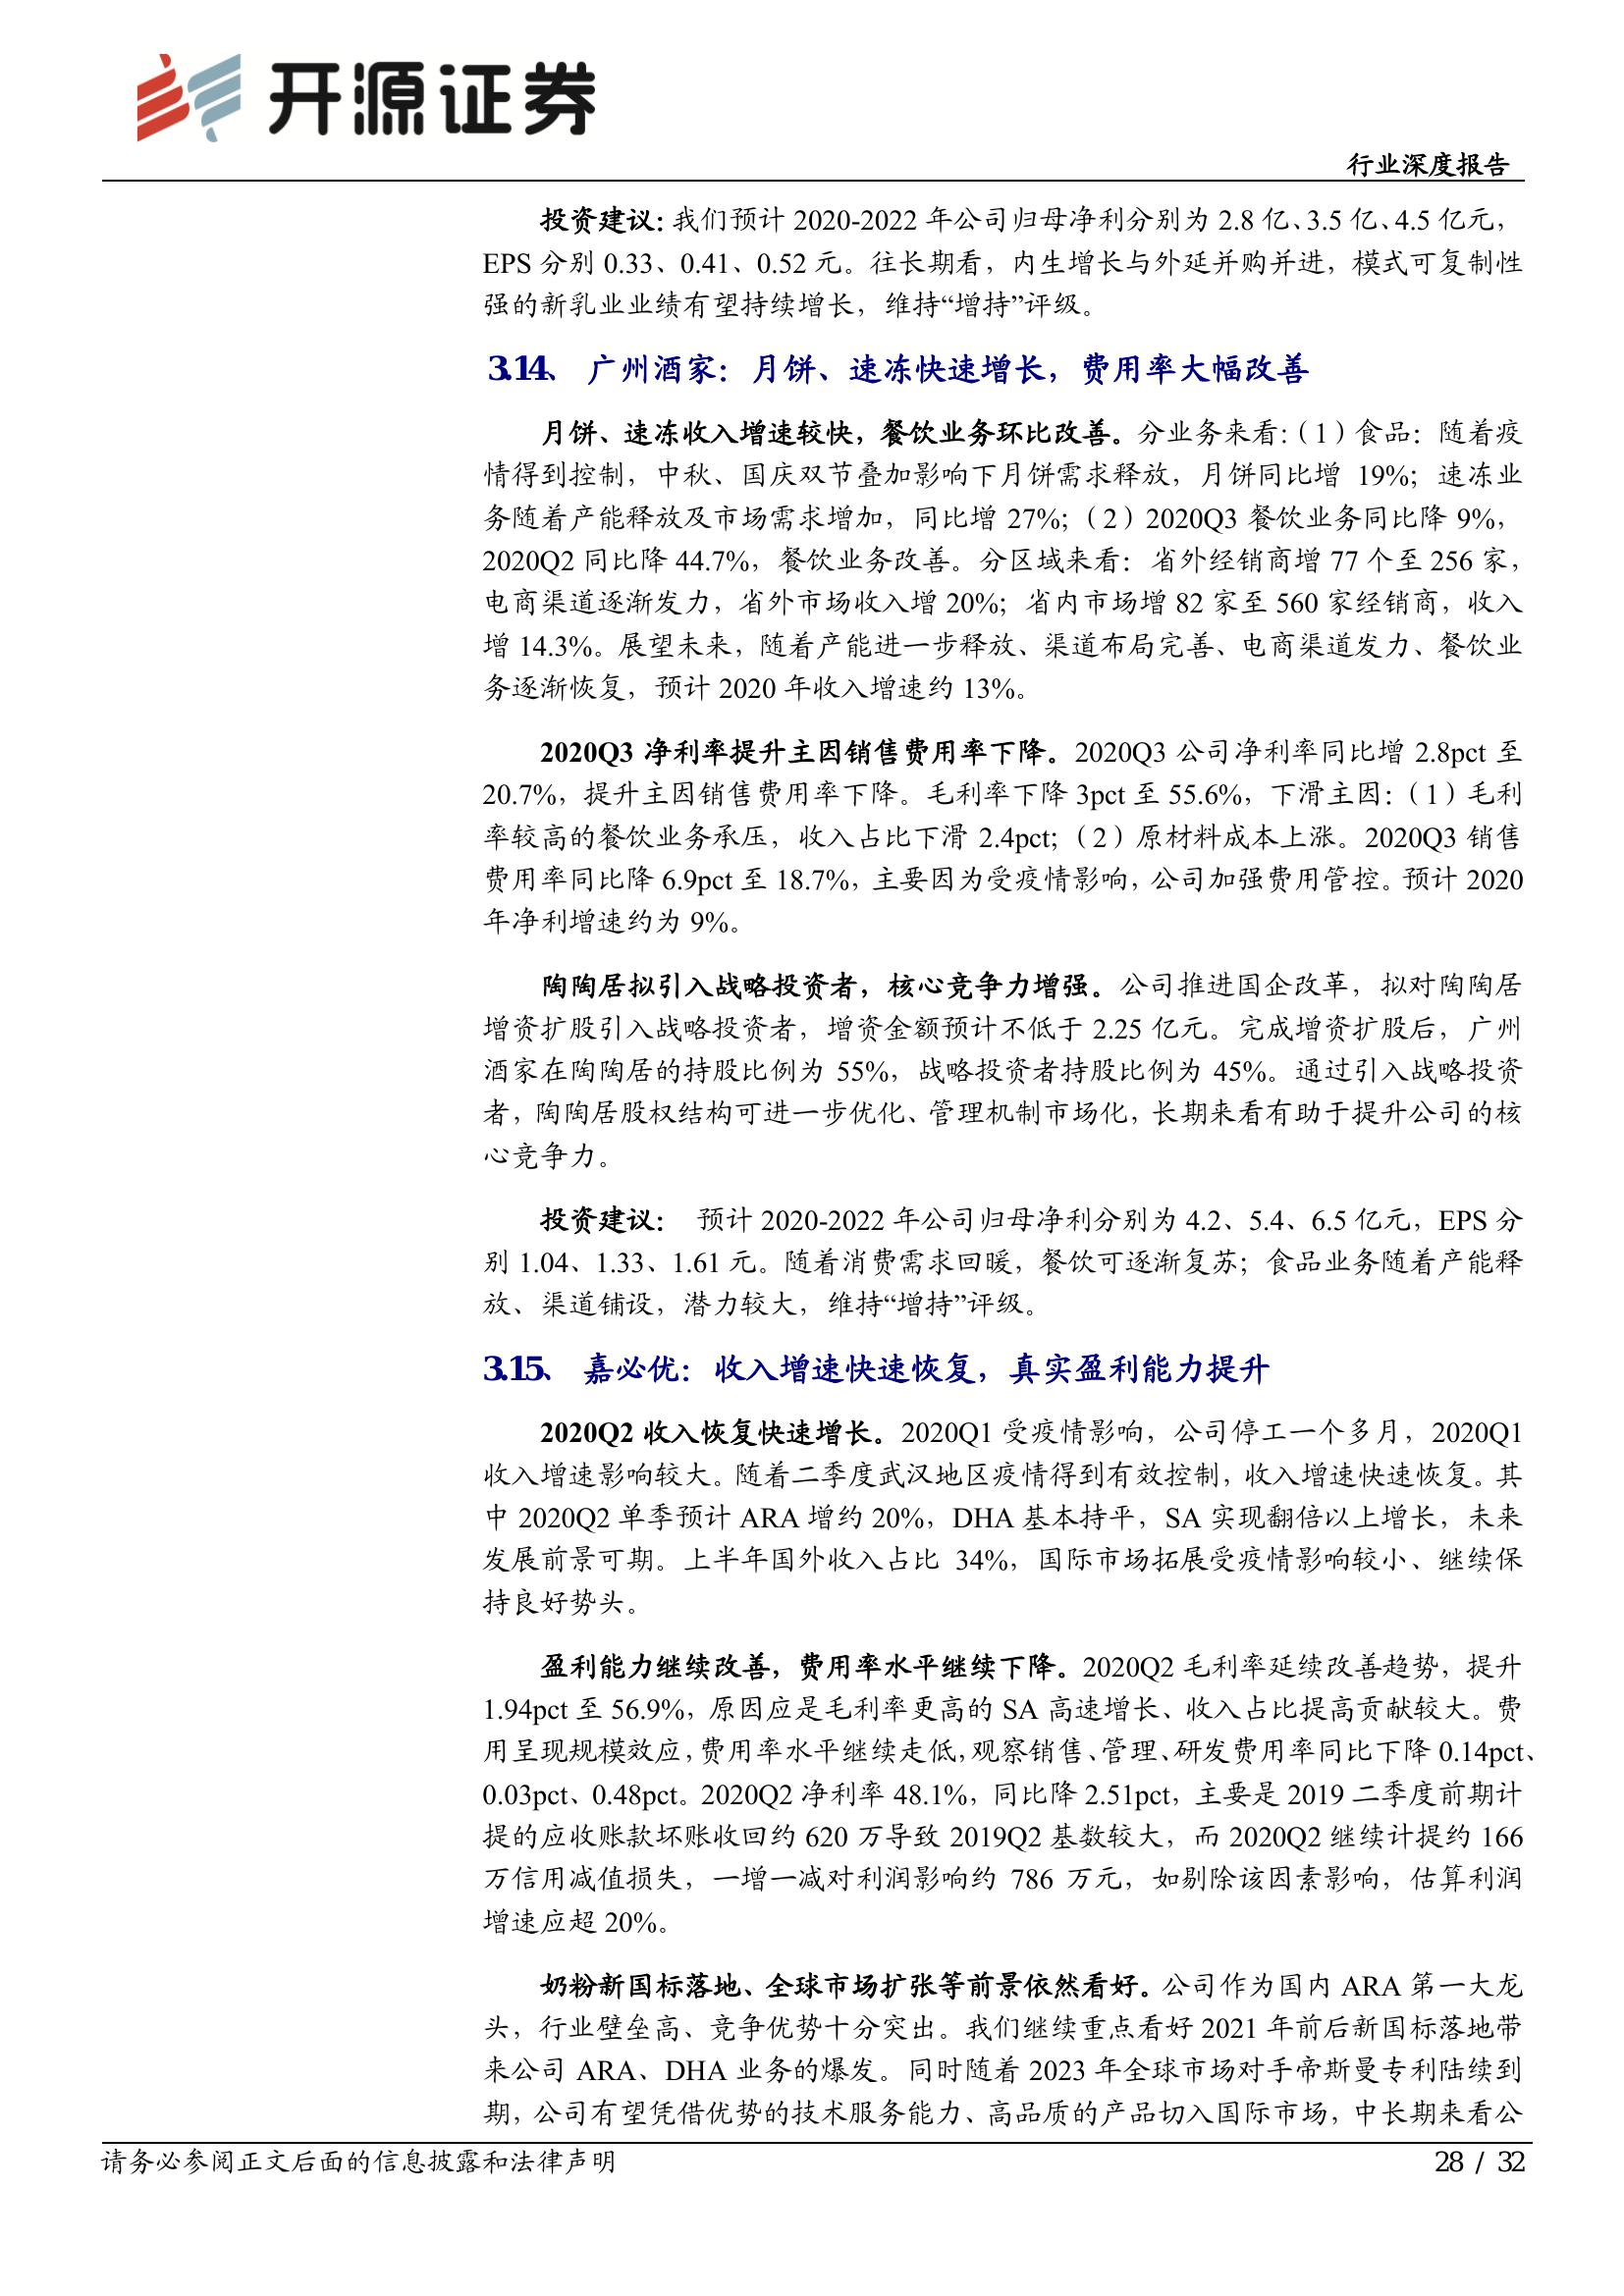 开源证券
行业深度报告
投资建议：我们预计 2020-2022 年公司归母净利分别为 2.8 亿、3.5 亿、4.5 亿元，
EPS 分别 0.33、0.41、0.52 元。往长期看，内生增长与外延并购并进，模式可复制性
强的新乳业业绩有望持续增长，维持“增持”评级。
3.14、 广州酒家：月饼、速冻快速增长，费用率大幅改善
月饼、速冻收入增速较快，餐饮业务环比改善。分业务来看：（1）食品：随着疫
情得到控制，中秋、国庆双节叠加影响下月饼需求释放，月饼同比增 19%；速冻业
务随着产能释放及市场需求增加，同比增 27%；（2）2020Q3 餐饮业务同比降 9%，
2020Q2 同比降 44.7%，餐饮业务改善。分区域来看：省外经销商增 77 个至 256 家，
电商渠道逐渐发力，省外市场收入增 20%；省内市场增 82 家至 560 家经销商，收入
增 14.3%。展望未来，随着产能进一步释放、渠道布局完善、电商渠道发力、餐饮业
务逐渐恢复，预计 2020 年收入增速约 13%。
2020Q3 净利率提升主因销售费用率下降。2020Q3 公司净利率同比增 2.8pct 至
20.7%，提升主因销售费用率下降。毛利率下降 3pct 至 55.6%，下滑主因：（1）毛利
率较高的餐饮业务承压，收入占比下滑 2.4pct；（2）原材料成本上涨。2020Q3 销售
费用率同比降 6.9pct 至 18.7%，主要因为受疫情影响，公司加强费用管控。预计 2020
年净利增速约为 9%。
陶陶居拟引入战略投资者，核心竞争力增强。公司推进国企改革，拟对陶陶居
增资扩股引入战略投资者，增资金额预计不低于 2.25 亿元。完成增资扩股后，广州
酒家在陶陶居的持股比例为 55%，战略投资者持股比例为 45%。通过引入战略投资
者，陶陶居股权结构可进一步优化、管理机制市场化，长期来看有助于提升公司的核
心竞争力。
投资建议： 预计 2020-2022 年公司归母净利分别为 4.2、5.4、6.5 亿元，EPS 分
别 1.04、1.33、1.61 元。随着消费需求回暖，餐饮可逐渐复苏；食品业务随着产能释
放、渠道铺设，潜力较大，维持“增持”评级。
3.15、 嘉必优：收入增速快速恢复，真实盈利能力提升
2020Q2 收入恢复快速增长。2020Q1 受疫情影响，公司停工一个多月，2020Q1
收入增速影响较大。随着二季度武汉地区疫情得到有效控制，收入增速快速恢复。其
中 2020Q2 单季预计 ARA 增约 20%，DHA 基本持平，SA 实现翻倍以上增长，未来
发展前景可期。上半年国外收入占比 34%，国际市场拓展受疫情影响较小、继续保
持良好势头。
盈利能力继续改善，费用率水平继续下降。2020Q2 毛利率延续改善趋势，提升
1.94pct 至 56.9%，原因应是毛利率更高的 SA 高速增长、收入占比提高贡献较大。费
用呈现规模效应，费用率水平继续走低，观察销售、管理、研发费用率同比下降 0.14pct、
0.03pct、0.48pct。2020Q2 净利率 48.1%，同比降 2.51pct，主要是 2019 二季度前期计
提的应收账款坏账收回约 620 万导致 2019Q2 基数较大，而 2020Q2 继续计提约 166
万信用减值损失，一增一减对利润影响约 786 万元，如剔除该因素影响，估算利润
增速应超 20%。
奶粉新国标落地、全球市场扩张等前景依然看好。公司作为国内 ARA 第一大龙
头，行业壁垒高、竞争优势十分突出。我们继续重点看好 2021 年前后新国标落地带
来公司 ARA、DHA 业务的爆发。同时随着 2023 年全球市场对手帝斯曼专利陆续到
期，公司有望凭借优势的技术服务能力、高品质的产品切入国际市场，中长期来看公
请务必参阅正文后面的信息披露和法律声明
28 / 32